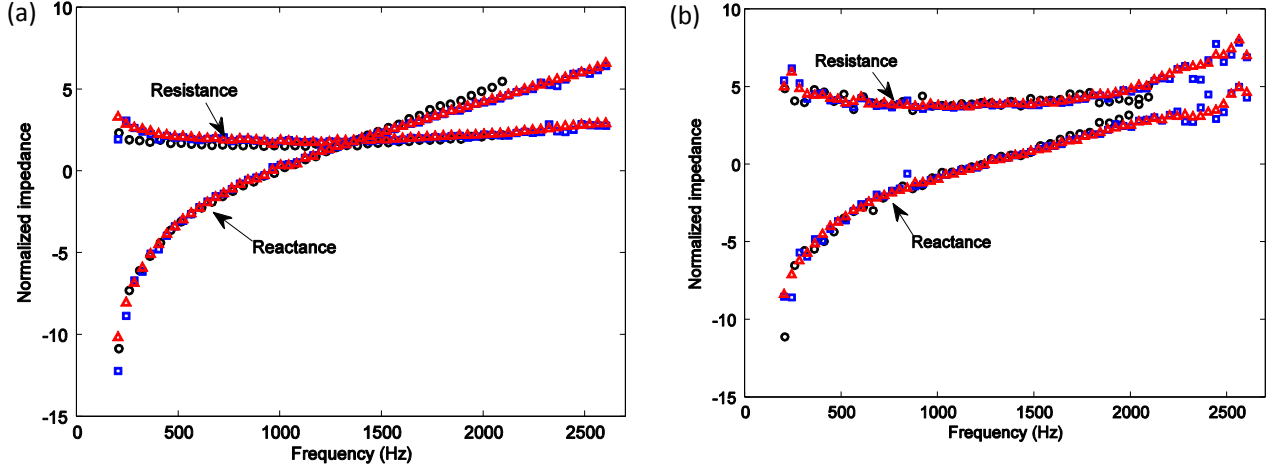 (a)
10
5
0
-5
-10
-15
Normalized impedance
Resistance
Reactance
0 500 1000 1500 2000 2500
Frequency (Hz)
(b)
10
5
0
-5
-10
-15
Normalized impedance
Resistance
Reactance
0 500 1000 1500 2000 2500
Frequency (Hz)